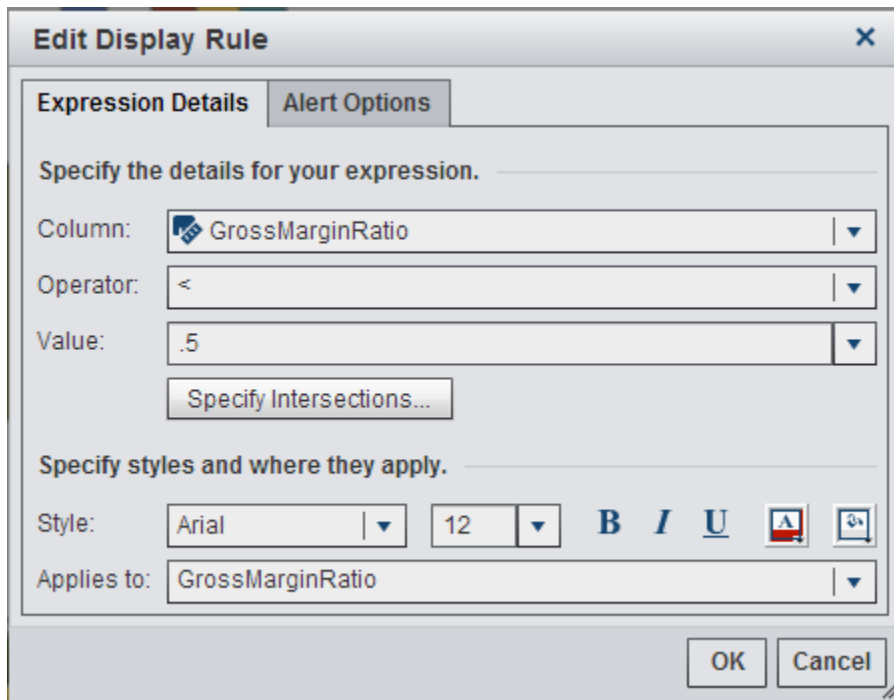 Edit Display Rule
Expression Details Alert Options
Specify the details for your expression.
Column: GrossMarginRatio
Operator: <
Value: .5
Specify Intersections...
Specify styles and where they apply.
Style: Arial 12 B I U A
Applies to: GrossMarginRatio
OK Cancel